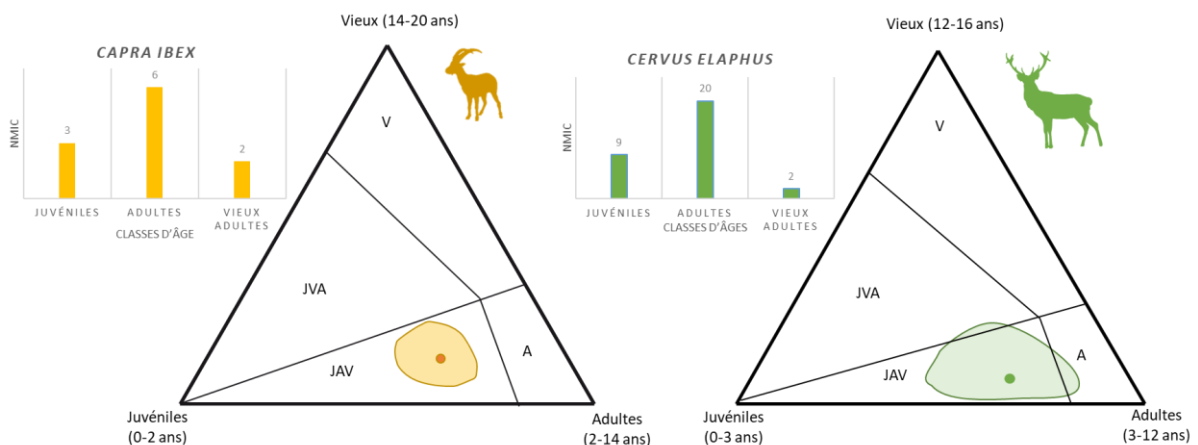 Vieux (14-20 ans)
CAPRA IBEX
NMIC
3
6
2
JUVÉNILES
ADULTES
VIEUX
ADULTES
CLASSES D'ÂGE
V
JVA
JAV
A
Juvéniles
(0-2 ans)
Adultes
(2-14 ans)
Vieux (12-16 ans)
CERVUS ELAPHUS
NMIC
9
20
2
JUVÉNILES
ADULTES
VIEUX
ADULTES
CLASSES D'ÂGES
V
JVA
JAV
A
Juvéniles
(0-3 ans)
Adultes
(3-12 ans)